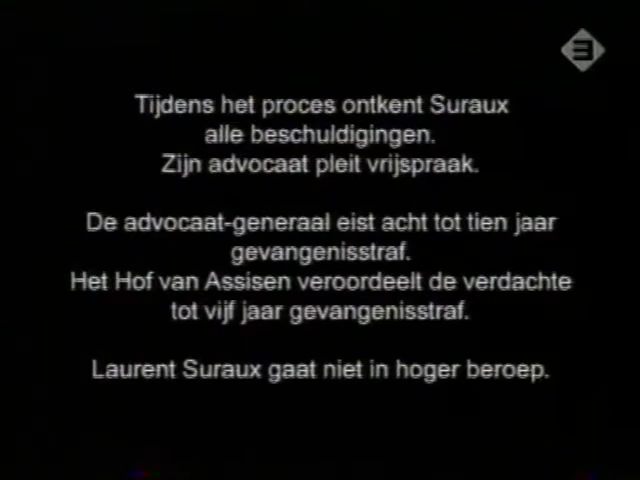 3
Tijdens het proces ontkent Suraux
alle beschuldigingen.
Zijn advocaat pleit vrijspraak.
De advocaat-generaal eist acht tot tien jaar
gevangenisstraf.
Het Hof van Assisen veroordeelt de verdachte
tot vijf jaar gevangenisstraf.
Laurent Suraux gaat niet in hoger beroep.